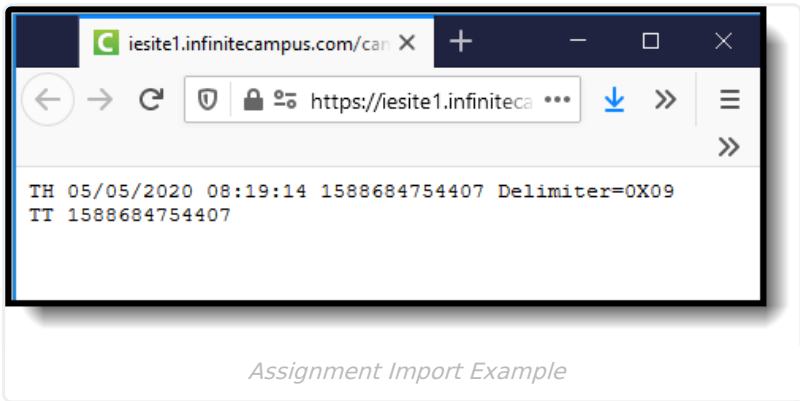 iesite1.infinitecampus.com/can
https://iesite1.infiniteca
TH 05/05/2020 08:19:14 1588684754407 Delimiter=0X09
TT 1588684754407
Assignment Import Example